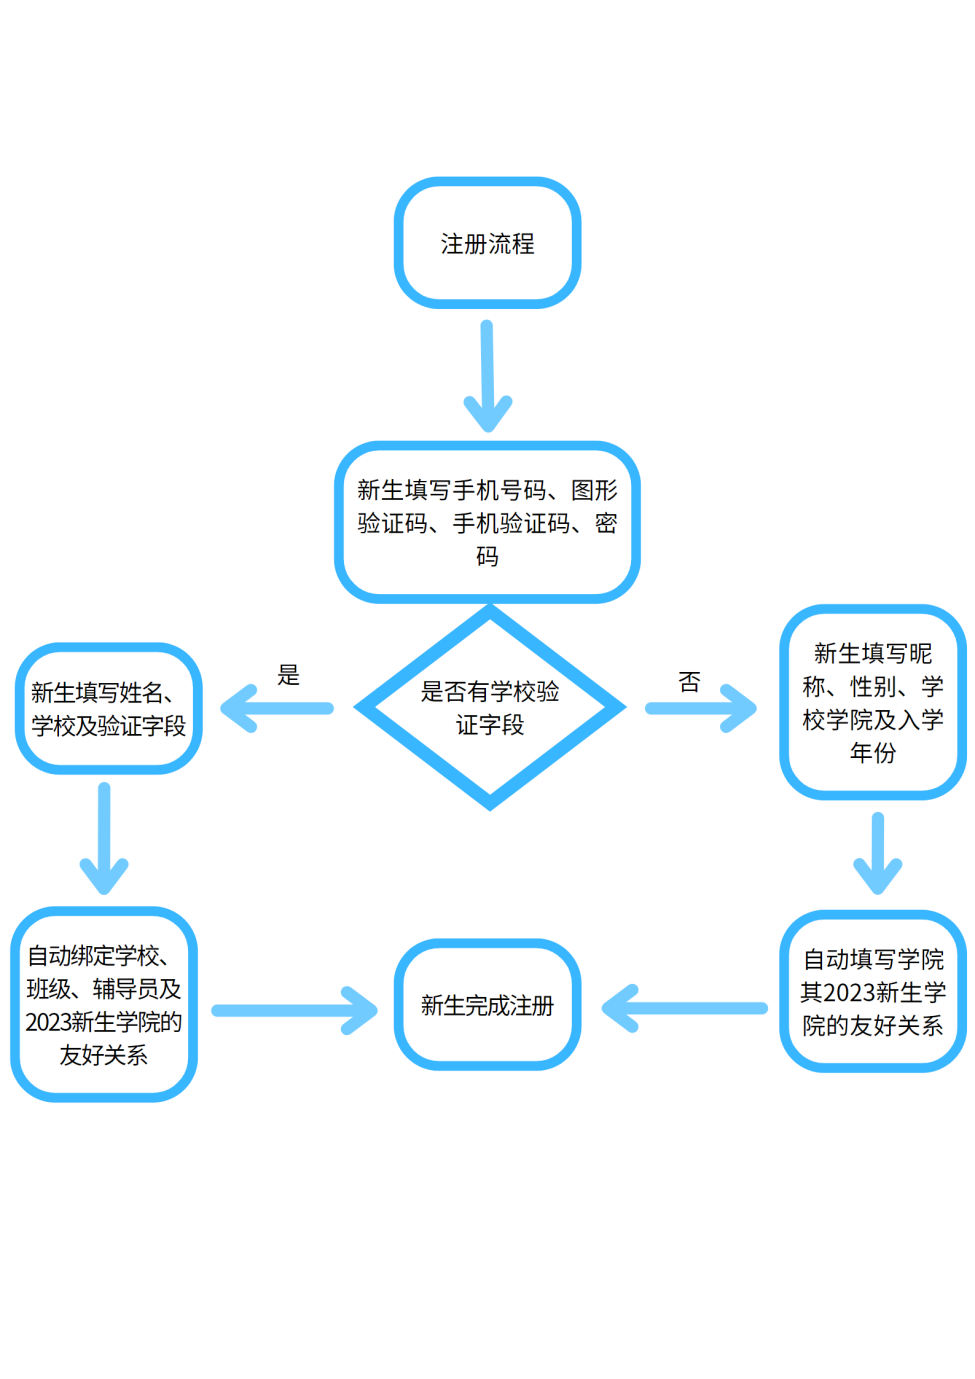 注册流程
新生填写手机号码、图形
验证码、手机验证码、密
码
是
否
是否有学校验
证字段
新生填写姓名、
学校及验证字段
新生填写昵
称、性别、学
校学院及入学
年份
自动绑定学校、
班级、辅导员及
2023新生学院的
友好关系
新生完成注册
自动填写学院
其2023新生学
院的友好关系